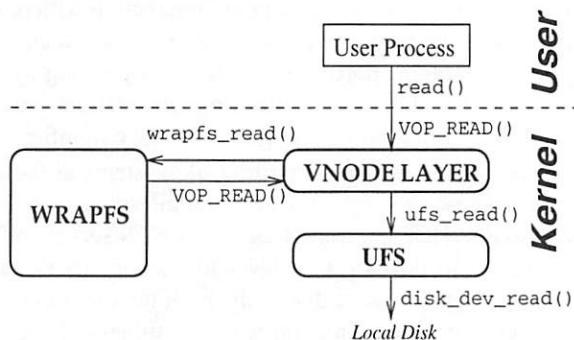 User Process
User
read()
wrapfs_read()
VOP_READ()
Kernel
WRAPFS
VNODE LAYER
VOP_READ()
ufs_read()
UFS
disk_dev_read()
Local Disk